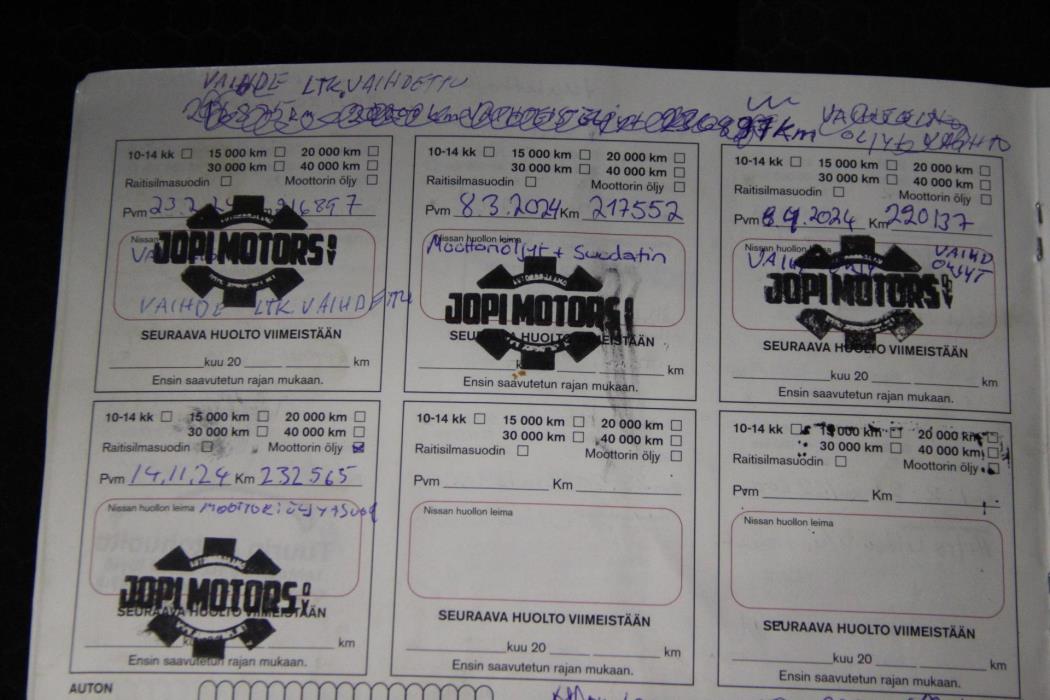 VAIHDE LTK. VAIHDETTU
10-14 kk 15 000 km 20 000 km
30 000 km 40 000 km
Raitisilmasuodin Moottorin öljy
Pvm 23.2 216897
Nissan
JOPI MOTORS OY
VAIHDE LTK. VAIHDETTU
SEURAAVA HUOLTO VIIMEISTÄÄN
kuu 20 km
Ensin saavutetun rajan mukaan.
10-14 kk 15 000 km 20 000 km
30 000 km 40 000 km
Raitisilmasuodin Moottorin öljy
Pvm 8.3.2024 Km 217552
Nissan huollon leima
Moottoriöljyt + Suodatin
JOPI MOTORS OY
SEURAAVA HUOLTO VIIMEISTÄÄN
km
Ensin saavutetun rajan mukaan.
10-14 kk 15 000 km 20 000 km
30 000 km 40 000 km
Raitisilmasuodin Moottorin öljy
Pvm 8.4.2024 Km 220137
Nissan huollon leima
VAIHD
ÖLJYT
JOPI MOTORS OY
SEURAAVA HUOLTO VIIMEISTÄÄN
kuu 20 km
Ensin saavutetun rajan mukaan.
10-14 kk 15 000 km 20 000 km
30 000 km 40 000 km
Raitisilmasuodin Moottorin öljy
Pvm 14.11.24 Km 232565
Nissan huollon leima
JOPI MOTORS OY
SEURAAVA HUOLTO VIIMEISTÄÄN
km
Ensin saavutetun rajan mukaan.
10-14 kk 15 000 km 20 000 km
30 000 km 40 000 km
Raitisilmasuodin Moottorin öljy
Pvm Km
Nissan huollon leima
SEURAAVA HUOLTO VIIMEISTÄÄN
kuu 20 km
Ensin saavutetun rajan mukaan.
10-14 kk 15 000 km 20 000 km
30 000 km 40 000 km
Raitisilmasuodin Moottorin öljy
Pvm Km
Nissan huollon leima
SEURAAVA HUOLTO VIIMEISTÄÄN
kuu 20 km
Ensin saavutetun rajan mukaan.
AUTON